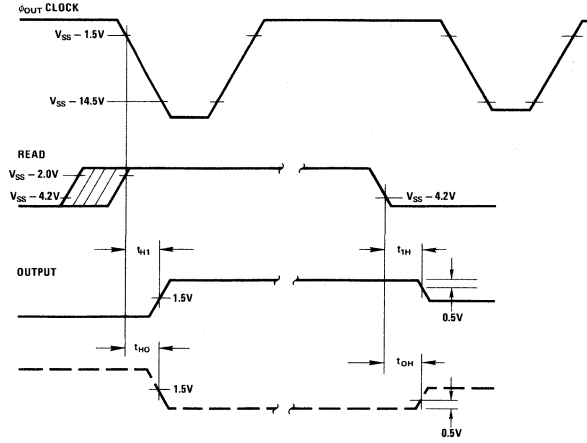 ϕOUT CLOCK
VSS – 1.5V
VSS – 14.5V
READ
VSS – 2.0V
VSS – 4.2V
VSS – 4.2V
tH1
t1H
OUTPUT
1.5V
0.5V
tHO
tOH
1.5V
0.5V